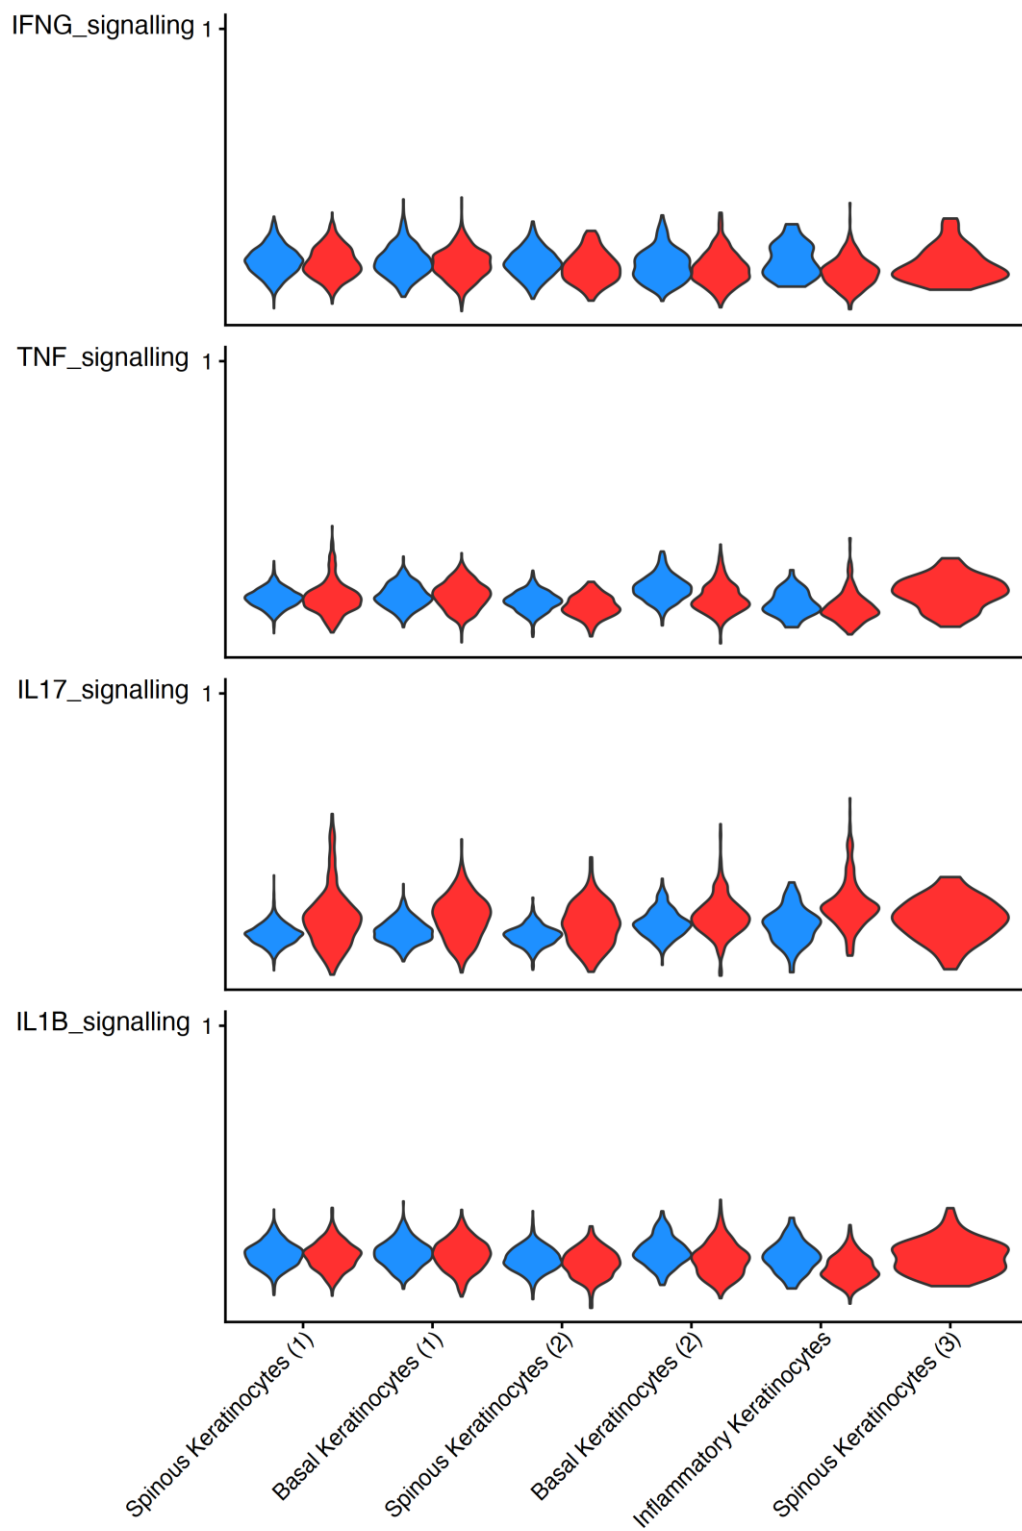 IFNG_signalling 1
TNF_signalling 1
IL17_signalling 1
IL1B_signalling 1
Spinous Keratinocytes (1)
Basal Keratinocytes (1)
Spinous Keratinocytes (2)
Basal Keratinocytes (2)
Inflammatory Keratinocytes
Spinous Keratinocytes (3)